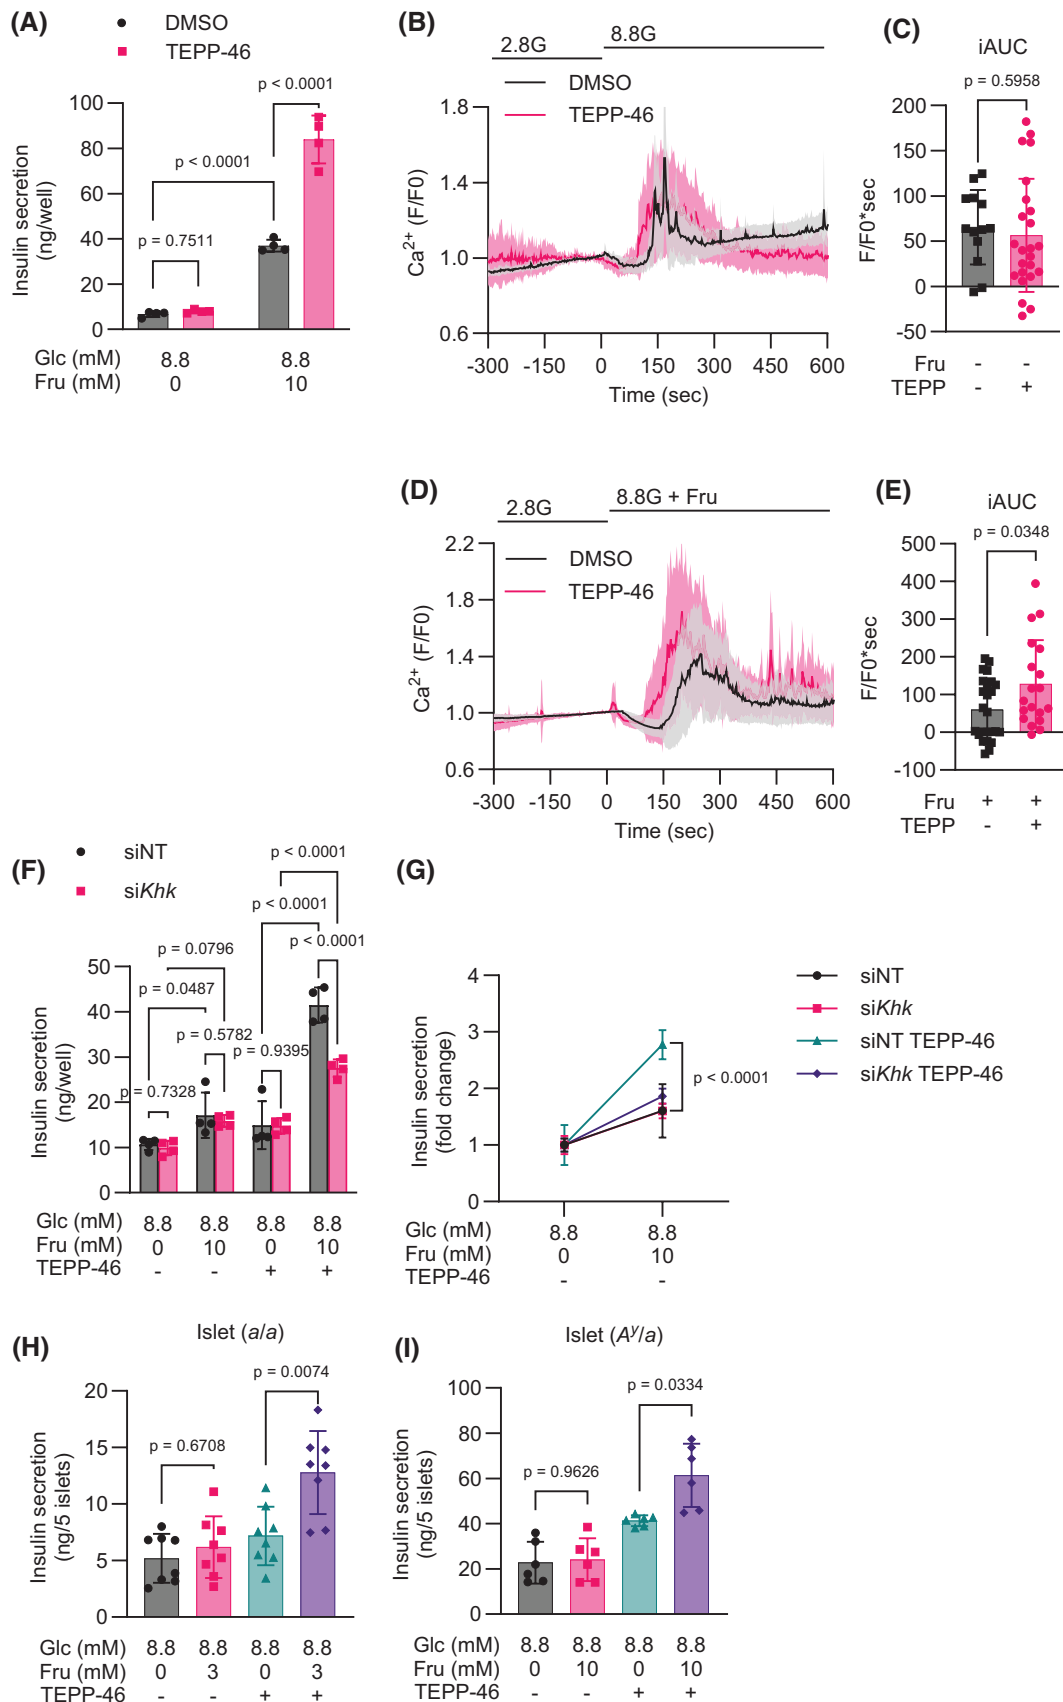 (A)
DMSO
TEPP-46
p < 0.0001
p < 0.0001
p = 0.7511
Insulin secretion
(ng/well)
100
80
60
40
20
0
Glc (mM) 8.8 8.8
Fru (mM) 0 10
(B)
2.8G
8.8G
DMSO
TEPP-46
Ca2+ (F/F0)
1.8
1.4
1.0
0.6
-300 -150 0 150 300 450 600
Time (sec)
(C)
iAUC
p = 0.5958
F/F0*sec
200
150
100
50
0
-50
Fru - -
TEPP - +
(D)
2.8G
8.8G + Fru
DMSO
TEPP-46
Ca2+ (F/F0)
2.2
1.8
1.4
1.0
0.6
-300 -150 0 150 300 450 600
Time (sec)
(E)
iAUC
p = 0.0348
F/F0*sec
500
400
300
200
100
0
-100
Fru + +
TEPP - +
(F)
siNT
siKhk
p < 0.0001
p < 0.0001
p < 0.0001
p = 0.0796
p = 0.0487
p = 0.5782
p = 0.9395
p = 0.7328
Insulin secretion
(ng/well)
50
40
30
20
10
0
Glc (mM) 8.8 8.8 8.8 8.8
Fru (mM) 0 10 0 10
TEPP-46 - - + +
(G)
Insulin secretion
(fold change)
4
3
2
1
0
p < 0.0001
siNT
siKhk
siNT TEPP-46
siKhk TEPP-46
Glc (mM) 8.8 8.8
Fru (mM) 0 10
TEPP-46 - -
(H)
Islet (a/a)
p = 0.0074
p = 0.6708
Insulin secretion
(ng/5 islets)
20
15
10
5
0
Glc (mM) 8.8 8.8 8.8 8.8
Fru (mM) 0 3 0 3
TEPP-46 - - + +
(I)
Islet (Ay/a)
p = 0.0334
p = 0.9626
Insulin secretion
(ng/5 islets)
100
80
60
40
20
0
Glc (mM) 8.8 8.8 8.8 8.8
Fru (mM) 0 10 0 10
TEPP-46 - - + +